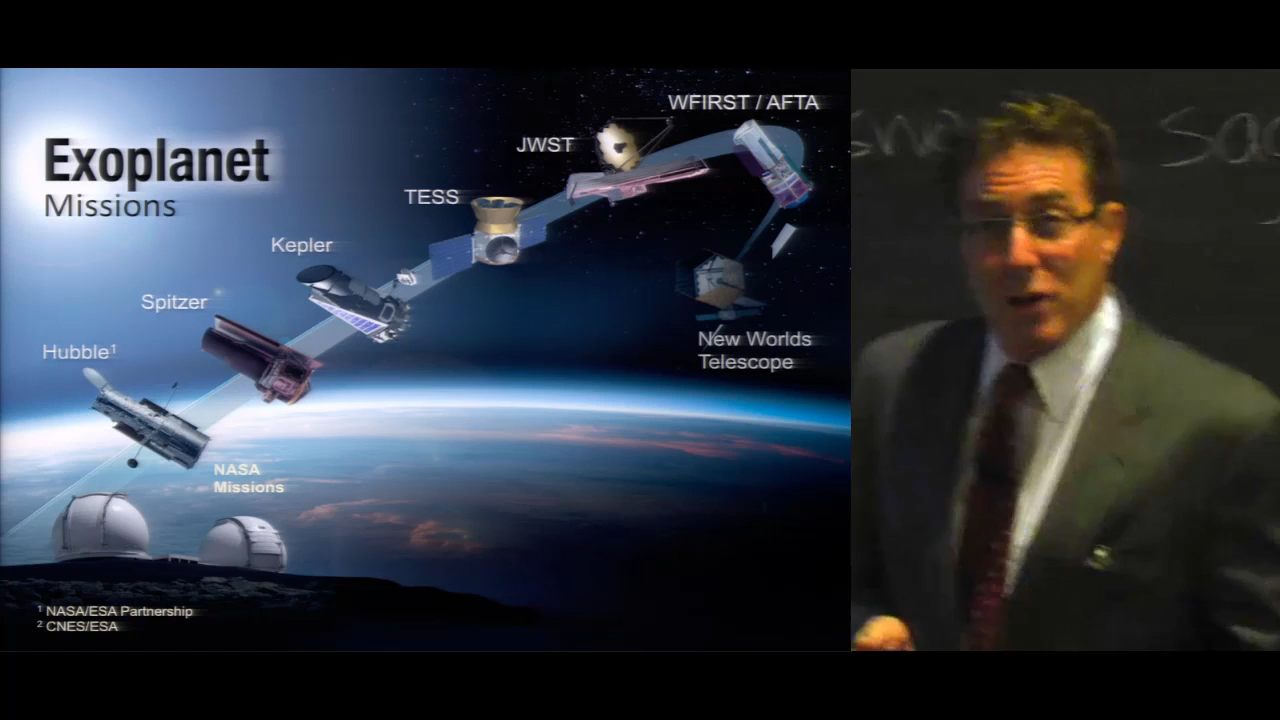 Exoplanet
Missions
WFIRST / AFTA
JWST
TESS
Kepler
Spitzer
Hubble¹
New Worlds
Telescope
NASA
Missions
¹ NASA/ESA Partnership
² CNES/ESA